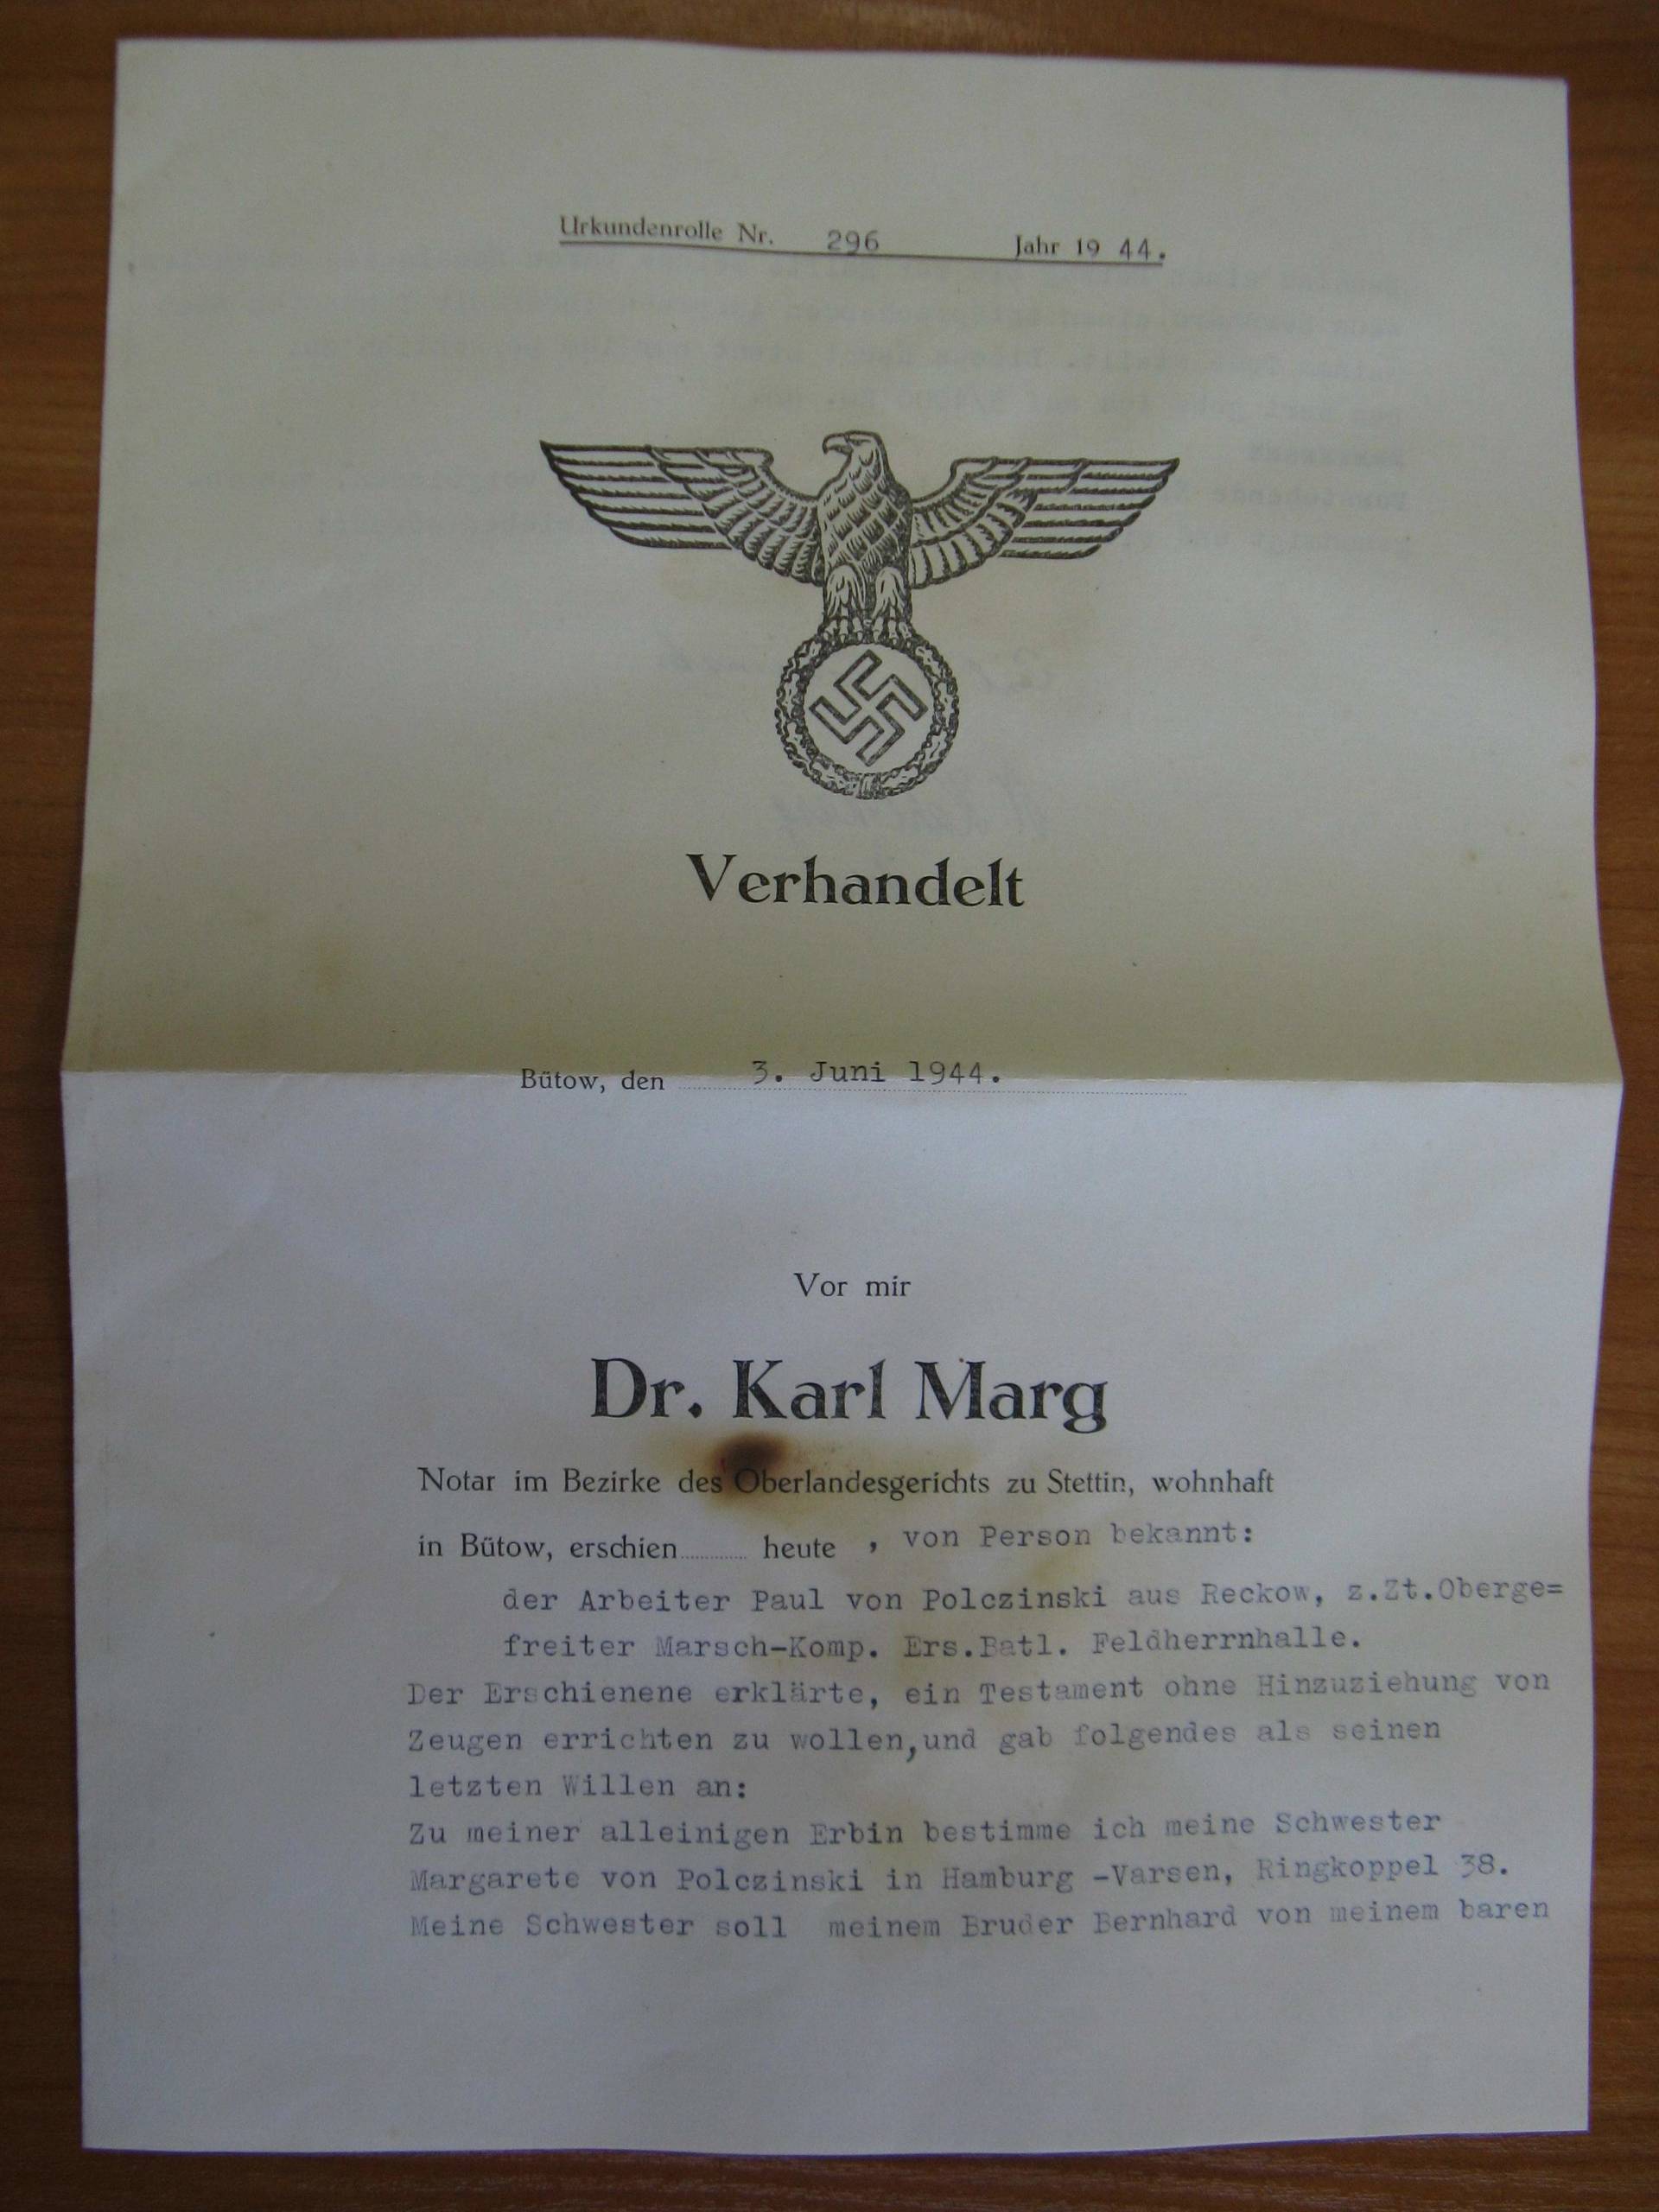 Urkundenrolle Nr. 296 Jahr 19 44.
Verhandelt
Bütow, den 3. Juni 1944.
Vor mir
Dr. Karl Marg
Notar im Bezirke des Oberlandesgerichts zu Stettin, wohnhaft
in Bütow, erschien heute , von Person bekannt:
der Arbeiter Paul von Polczinski aus Reckow, z.Zt.Oberge=
freiter Marsch-Komp. Ers.Batl. Feldherrnhalle.
Der Erschienene erklärte, ein Testament ohne Hinzuziehung von
Zeugen errichten zu wollen,und gab folgendes als seinen
letzten Willen an:
Zu meiner alleinigen Erbin bestimme ich meine Schwester
Margarete von Polczinski in Hamburg -Varsen, Ringkoppel 38.
Meine Schwester soll meinem Bruder Bernhard von meinem baren